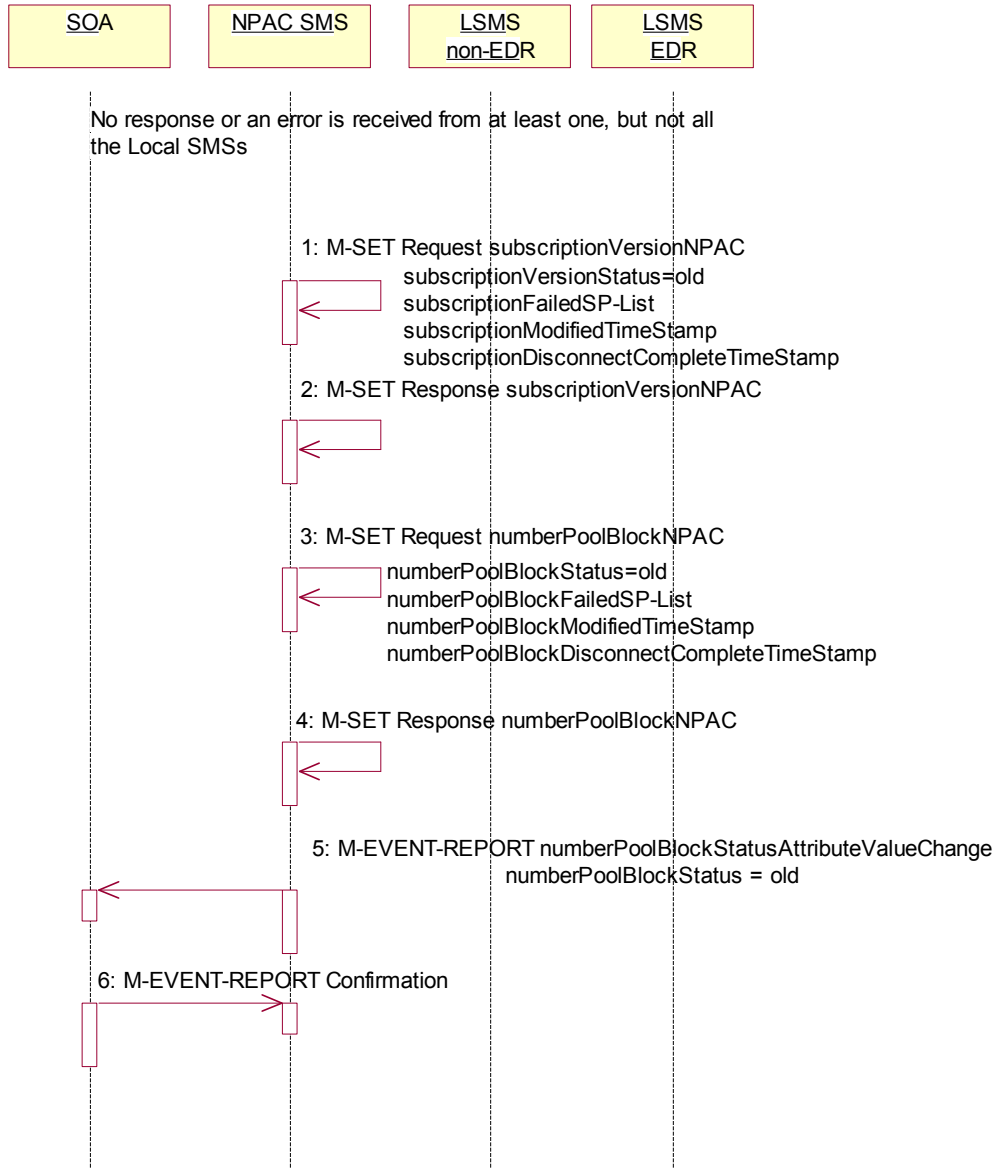 SOA
NPAC SMS
LSMS
non-EDR
LSMS
EDR
No response or an error is received from at least one, but not all
the Local SMSs
1: M-SET Request subscriptionVersionNPAC
subscriptionVersionStatus=old
subscriptionFailedSP-List
subscriptionModifiedTimeStamp
subscriptionDisconnectCompleteTimeStamp
2: M-SET Response subscriptionVersionNPAC
3: M-SET Request numberPoolBlockNPAC
numberPoolBlockStatus=old
numberPoolBlockFailedSP-List
numberPoolBlockModifiedTimeStamp
numberPoolBlockDisconnectCompleteTimeStamp
4: M-SET Response numberPoolBlockNPAC
5: M-EVENT-REPORT numberPoolBlockStatusAttributeValueChange
numberPoolBlockStatus = old
6: M-EVENT-REPORT Confirmation